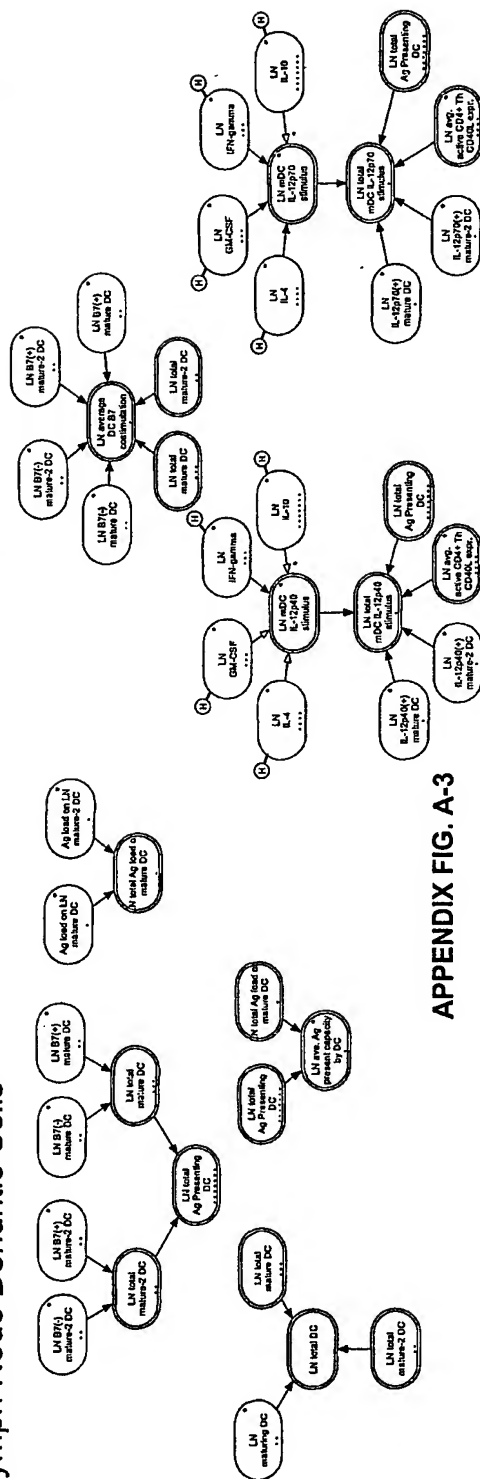 Lymph Node Dendritic Cells
LN B7(-)
mature-2 DC
LN B7(+)
mature-2 DC
LN B7(-)
mature DC
LN B7(+)
mature DC
LN total
mature-2 DC
LN total
mature DC
LN total
Ag Presenting
DC
Ag load on LN
mature DC
Ag load on LN
mature-2 DC
LN total Ag load o
mature DC
LN B7(-)
mature DC
LN B7(-)
mature-2 DC
LN B7(+)
mature-2 DC
LN B7(+)
mature DC
LN average
DC B7
costimulation
LN total
mature DC
LN total
mature-2 DC
LN
maturing DC
LN total
mature DC
LN total DC
LN total
mature-2 DC
LN total
Ag Presenting
DC
LN total Ag load o
mature DC
LN ave. Ag
present capacity
by DC
H
LN
IL-4
H
LN
GM-CSF
H
LN
IFN-gamma
H
LN
IL-10
LN mDC
IL-12p40
stimulus
LN total
mDC IL-12p40
stimulus
LN
IL-12p40(+)
mature DC
LN
IL-12p40(+)
mature-2 DC
LN avg.
active CD4+ Th
CD40L expr.
LN total
Ag Presenting
DC
H
LN
IL-4
H
LN
GM-CSF
H
LN
IFN-gamma
H
LN
IL-10
LN mDC
IL-12p70
stimulus
LN total
mDC IL-12p70
stimulus
LN
IL-12p70(+)
mature DC
LN
IL-12p70(+)
mature-2 DC
LN avg.
active CD4+ Th
CD40L expr.
LN total
Ag Presenting
DC
APPENDIX FIG. A-3